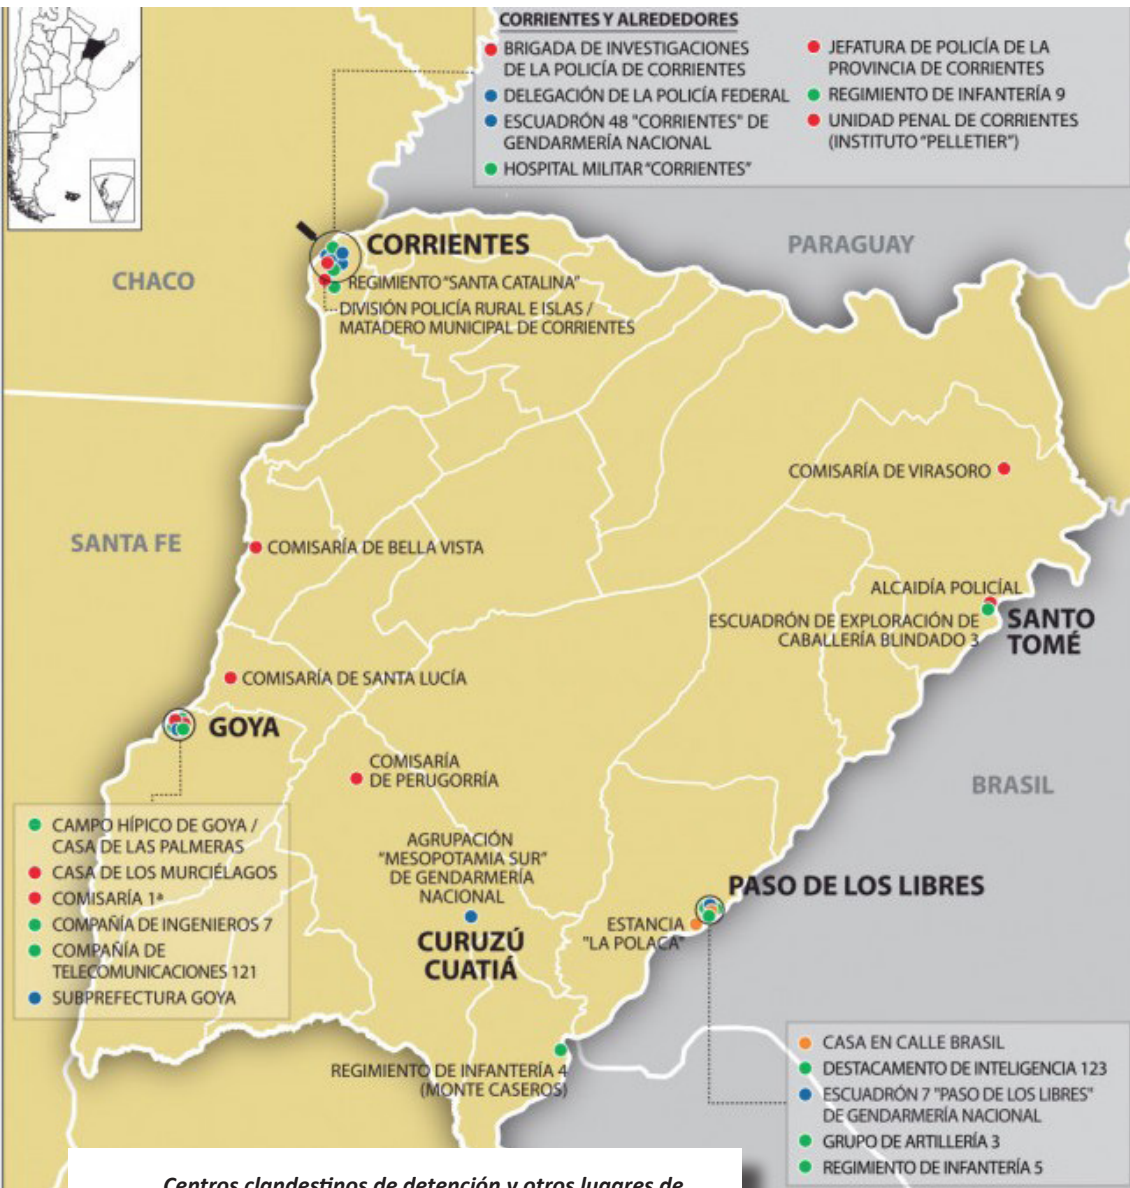 CORRIENTES Y ALREDEDORES
BRIGADA DE INVESTIGACIONES
DE LA POLICÍA DE CORRIENTES
DELEGACIÓN DE LA POLICÍA FEDERAL
ESCUADRÓN 48 "CORRIENTES" DE
GENDARMERÍA NACIONAL
HOSPITAL MILITAR "CORRIENTES"
JEFATURA DE POLICÍA DE LA
PROVINCIA DE CORRIENTES
REGIMIENTO DE INFANTERÍA 9
UNIDAD PENAL DE CORRIENTES
(INSTITUTO "PELLETIER")
CORRIENTES
PARAGUAY
CHACO
REGIMIENTO "SANTA CATALINA"
DIVISIÓN POLICÍA RURAL E ISLAS /
MATADERO MUNICIPAL DE CORRIENTES
COMISARÍA DE VIRASORO
SANTA FE
COMISARÍA DE BELLA VISTA
ALCAIDÍA POLICÍAL
ESCUADRÓN DE EXPLORACIÓN DE
CABALLERÍA BLINDADO 3
SANTO
TOMÉ
COMISARÍA DE SANTA LUCÍA
GOYA
COMISARÍA
DE PERUGORRÍA
BRASIL
CAMPO HÍPICO DE GOYA /
CASA DE LAS PALMERAS
CASA DE LOS MURCIÉLAGOS
COMISARÍA 1ª
COMPAÑÍA DE INGENIEROS 7
COMPAÑÍA DE
TELECOMUNICACIONES 121
SUBPREFECTURA GOYA
AGRUPACIÓN
"MESOPOTAMIA SUR"
DE GENDARMERÍA
NACIONAL
CURUZÚ
CUATIÁ
PASO DE LOS LIBRES
ESTANCIA
"LA POLACA"
REGIMIENTO DE INFANTERÍA 4
(MONTE CASEROS)
CASA EN CALLE BRASIL
DESTACAMENTO DE INTELIGENCIA 123
ESCUADRÓN 7 "PASO DE LOS LIBRES"
DE GENDARMERÍA NACIONAL
GRUPO DE ARTILLERÍA 3
REGIMIENTO DE INFANTERÍA 5
Centros clandestinos de detención y otros lugares de